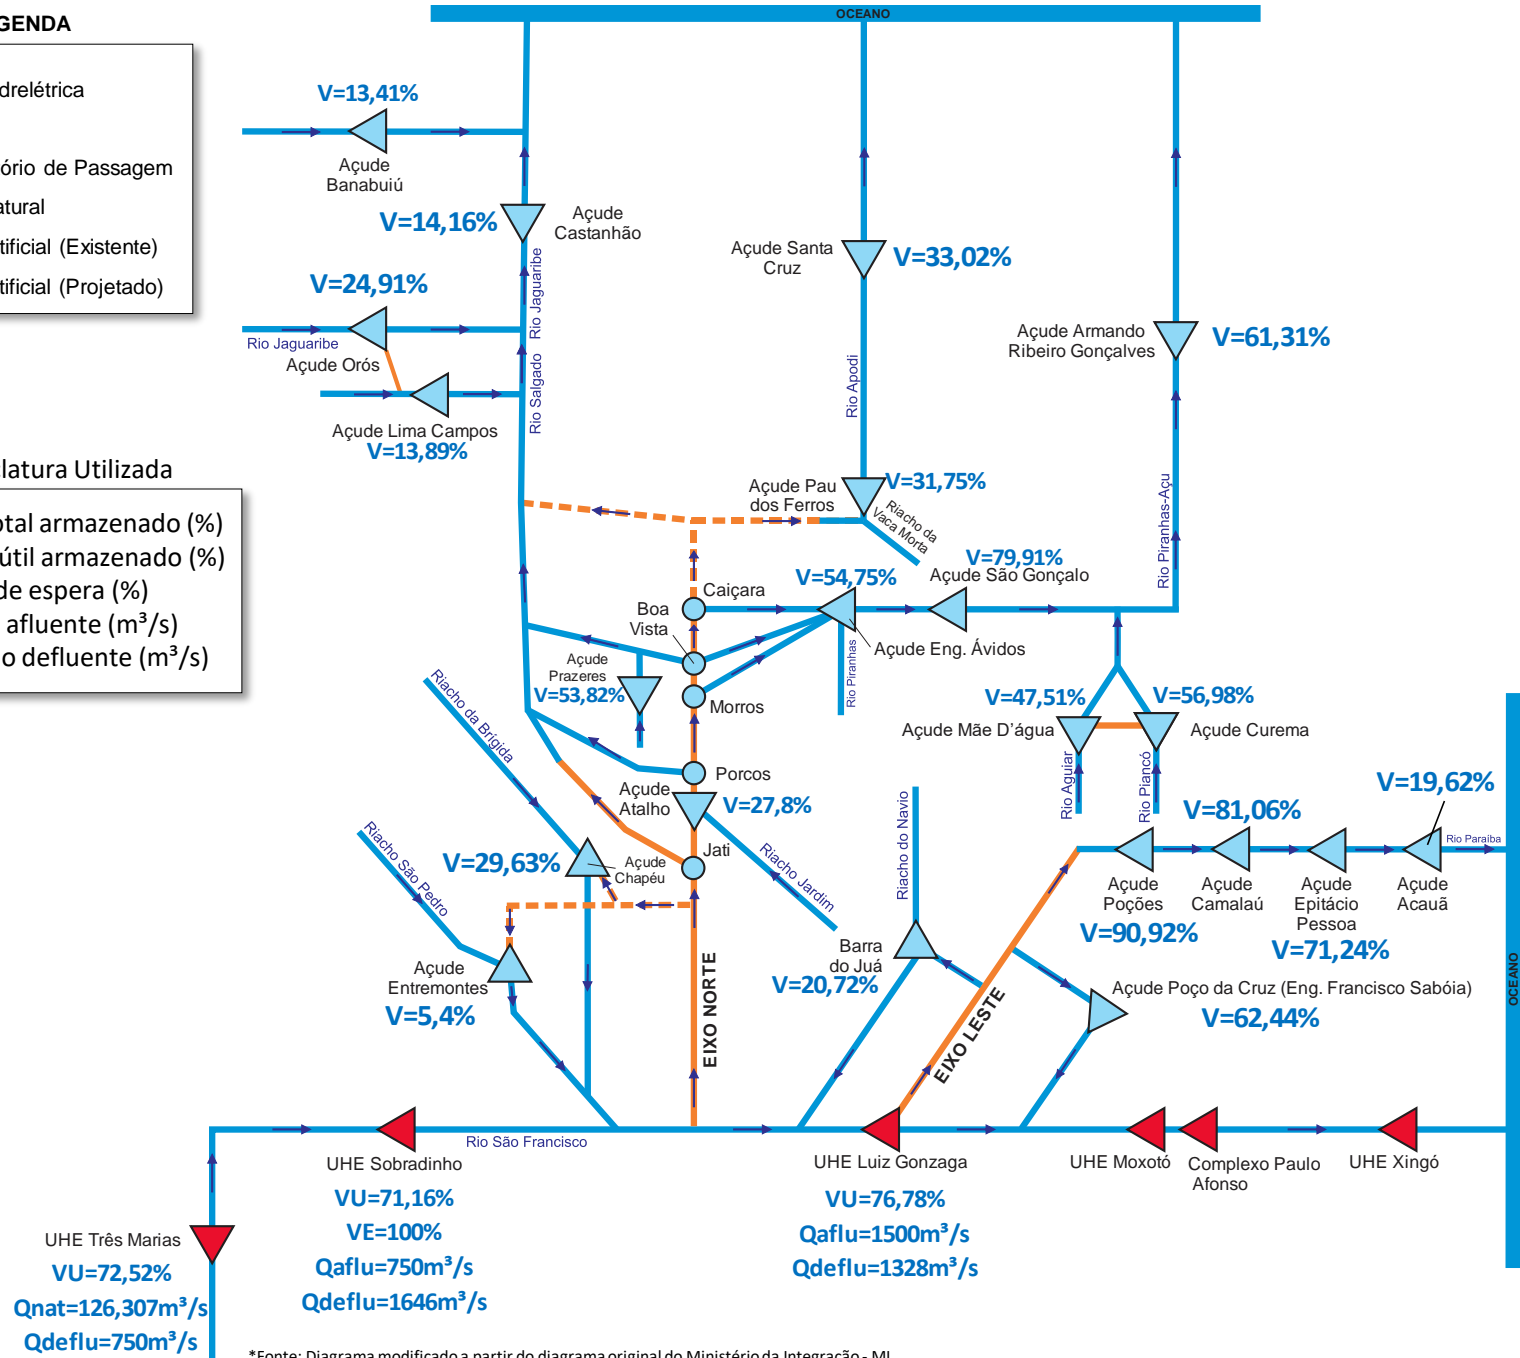 OCEANO
GENDA
drelétrica
ório de Passagem
atural
tificial (Existente)
tificial (Projetado)
V=13,41%
Açude
Banabuiú
V=14,16%
Açude
Castanhão
Rio Jaguaribe
V=24,91%
Rio Jaguaribe
Açude Orós
Rio Salgado
Açude Lima Campos
V=13,89%
Açude Santa
Cruz
V=33,02%
Rio Apodi
Açude Armando
Ribeiro Gonçalves
V=61,31%
Rio Piranhas-Açu
clatura Utilizada
otal armazenado (%)
útil armazenado (%)
de espera (%)
afluente (m³/s)
o defluente (m³/s)
Açude Pau
dos Ferros
V=31,75%
Riacho da
Vaca Morta
V=79,91%
Açude São Gonçalo
V=54,75%
Caiçara
Boa
Vista
Açude Eng. Ávidos
Rio Piranhas
Açude
Prazeres
V=53,82%
Morros
Riacho da Brígida
V=47,51%
Açude Mãe D'água
V=56,98%
Açude Curema
Rio Aguiar
Rio Piancó
Porcos
Açude
Atalho
V=27,8%
Jati
Riacho Jardim
Riacho do Navio
V=19,62%
V=81,06%
Rio Paraíba
Riacho São Pedro
V=29,63%
Açude
Chapéu
Açude
Poções
V=90,92%
Açude
Camalaú
Açude
Epitácio
Pessoa
V=71,24%
Açude
Acauã
Açude
Entremontes
V=5,4%
EIXO NORTE
Barra
do Juá
V=20,72%
EIXO LESTE
Açude Poço da Cruz (Eng. Francisco Sabóia)
V=62,44%
OCEANO
Rio São Francisco
UHE Sobradinho
VU=71,16%
VE=100%
Qaflu=750m³/s
Qdeflu=1646m³/s
UHE Luiz Gonzaga
VU=76,78%
Qaflu=1500m³/s
Qdeflu=1328m³/s
UHE Moxotó
Complexo Paulo
Afonso
UHE Xingó
UHE Três Marias
VU=72,52%
Qnat=126,307m³/s
Qdeflu=750m³/s
*Fonte: Diagrama modificado a partir do diagrama original do Ministério da Integração - MI